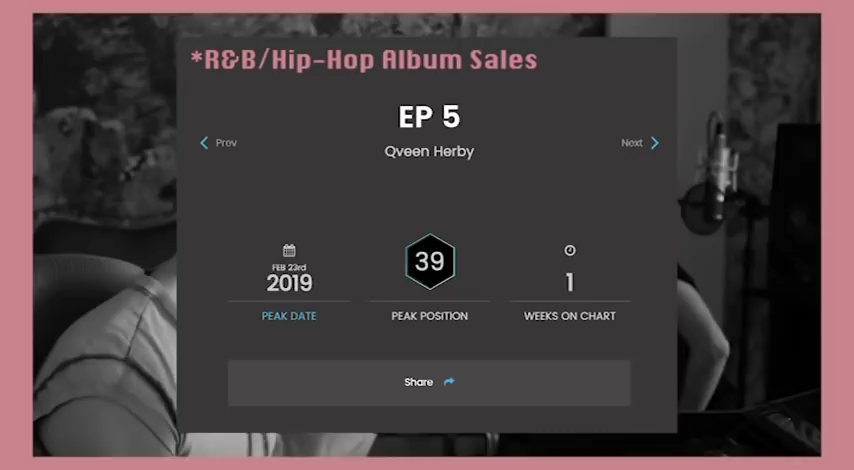 *R&B/Hip-Hop Album Sales
EP 5
Prev
Next
Qveen Herby
FEB 23rd
2019
39
1
PEAK DATE
PEAK POSITION
WEEKS ON CHART
Share